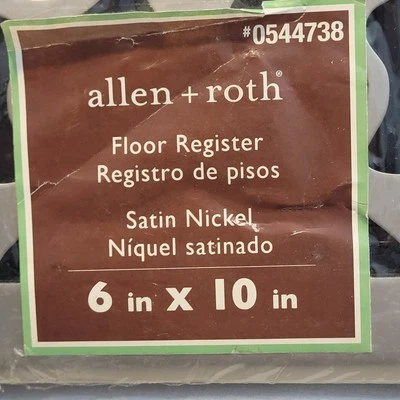 #0544738
allen + roth®
Floor Register
Registro de pisos
Satin Nickel
Níquel satinado
6 in x 10 in